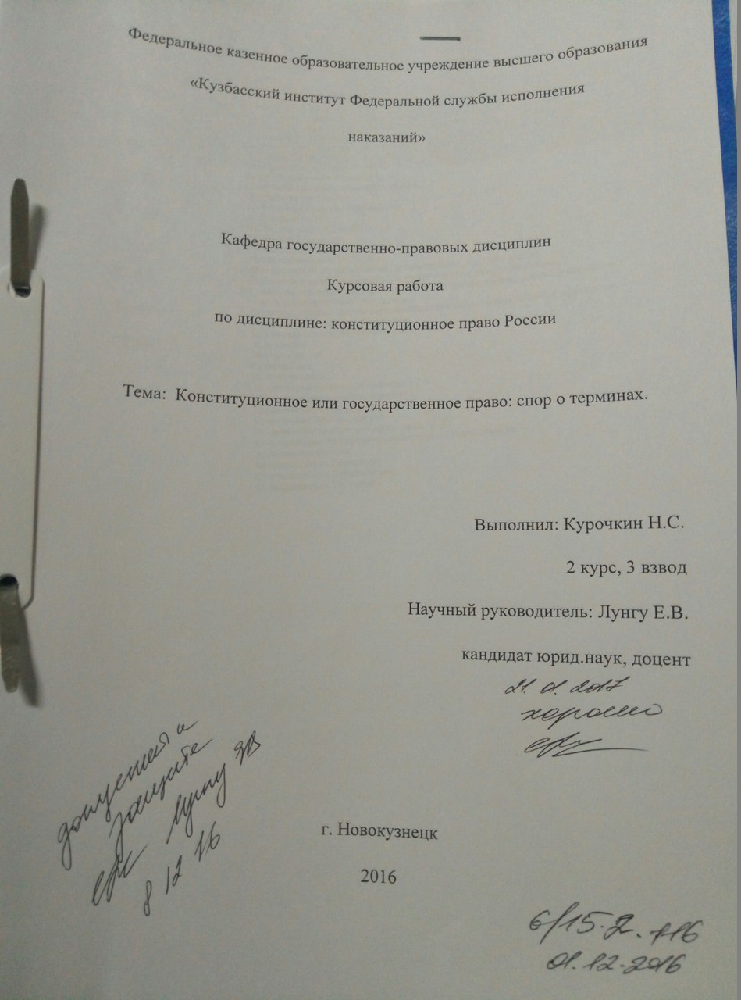 Федеральное казенное образовательное учреждение высшего образования
«Кузбасский институт Федеральной службы исполнения
наказаний»
Кафедра государственно-правовых дисциплин
Курсовая работа
по дисциплине: конституционное право России
Тема: Конституционное или государственное право: спор о терминах.
Выполнил: Курочкин Н.С.
2 курс, 3 взвод
Научный руководитель: Лунгу Е.В.
кандидат юрид.наук, доцент
21. 01. 2017
хорошо
допустить к
защите
Лунгу ЕВ
8 12 16
г. Новокузнецк
2016
6/15-2-116
01.12.2016